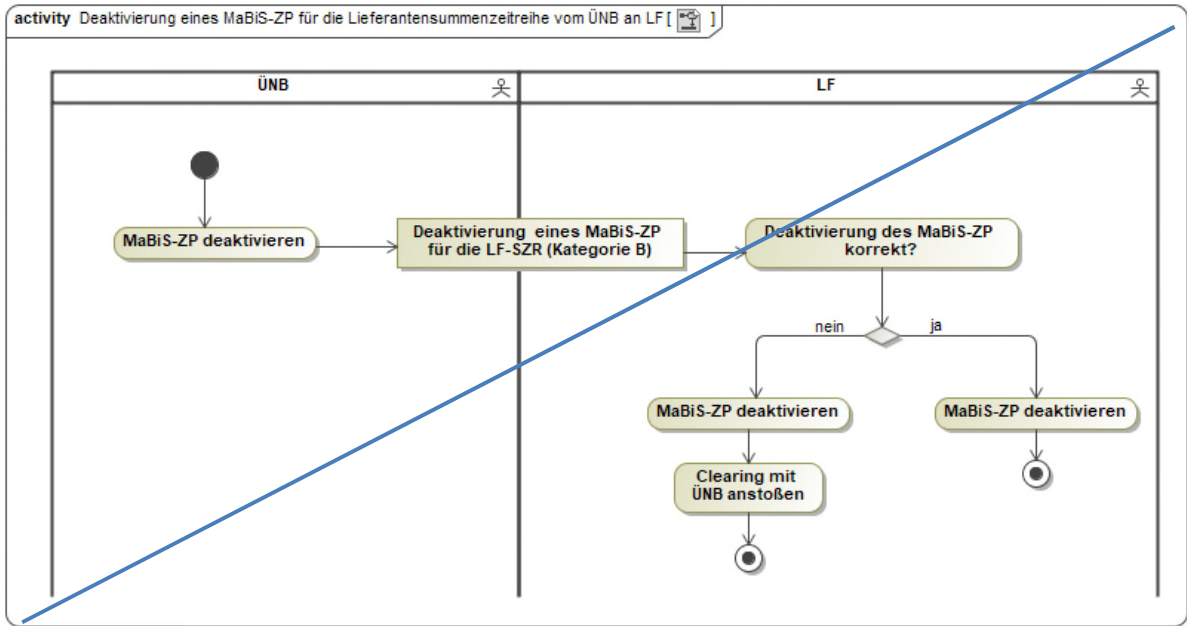 activity Deaktivierung eines MaBiS-ZP für die Lieferantensummenzeitreihe vom ÜNB an LF [ ]
ÜNB
LF
MaBiS-ZP deaktivieren
Deaktivierung eines MaBiS-ZP
für die LF-SZR (Kategorie B)
Deaktivierung des MaBiS-ZP
korrekt?
nein
ja
MaBiS-ZP deaktivieren
MaBiS-ZP deaktivieren
Clearing mit
ÜNB anstoßen